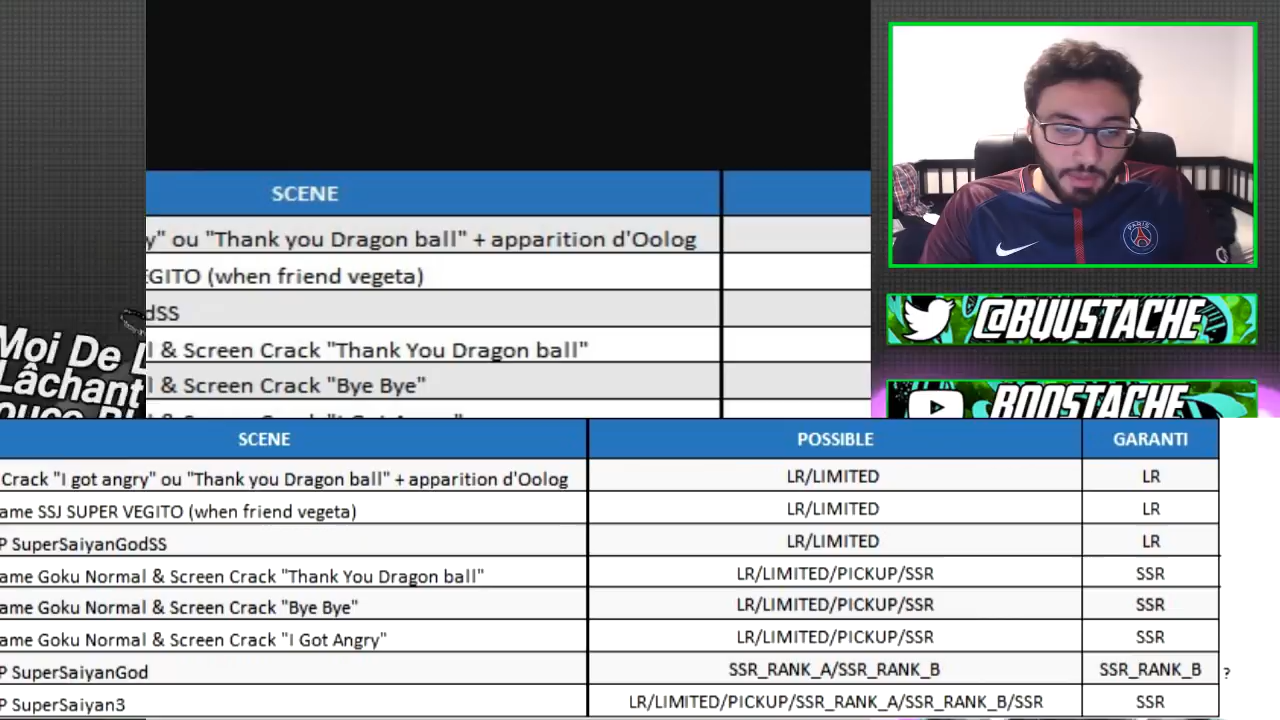 SCENE
y" ou "Thank you Dragon ball" + apparition d'Oolog
EGITO (when friend vegeta)
dSS
l & Screen Crack "Thank You Dragon ball"
l & Screen Crack "Bye Bye"
PARIS
@BUUSTACHE
BOOSTACHE
Moi De L
Lâchant
SCENE POSSIBLE GARANTI
Crack "I got angry" ou "Thank you Dragon ball" + apparition d'Oolog LR/LIMITED LR
ame SSJ SUPER VEGITO (when friend vegeta) LR/LIMITED LR
P SuperSaiyanGodSS LR/LIMITED LR
ame Goku Normal & Screen Crack "Thank You Dragon ball" LR/LIMITED/PICKUP/SSR SSR
ame Goku Normal & Screen Crack "Bye Bye" LR/LIMITED/PICKUP/SSR SSR
ame Goku Normal & Screen Crack "I Got Angry" LR/LIMITED/PICKUP/SSR SSR
P SuperSaiyanGod SSR_RANK_A/SSR_RANK_B SSR_RANK_B ?
P SuperSaiyan3 LR/LIMITED/PICKUP/SSR_RANK_A/SSR_RANK_B/SSR SSR